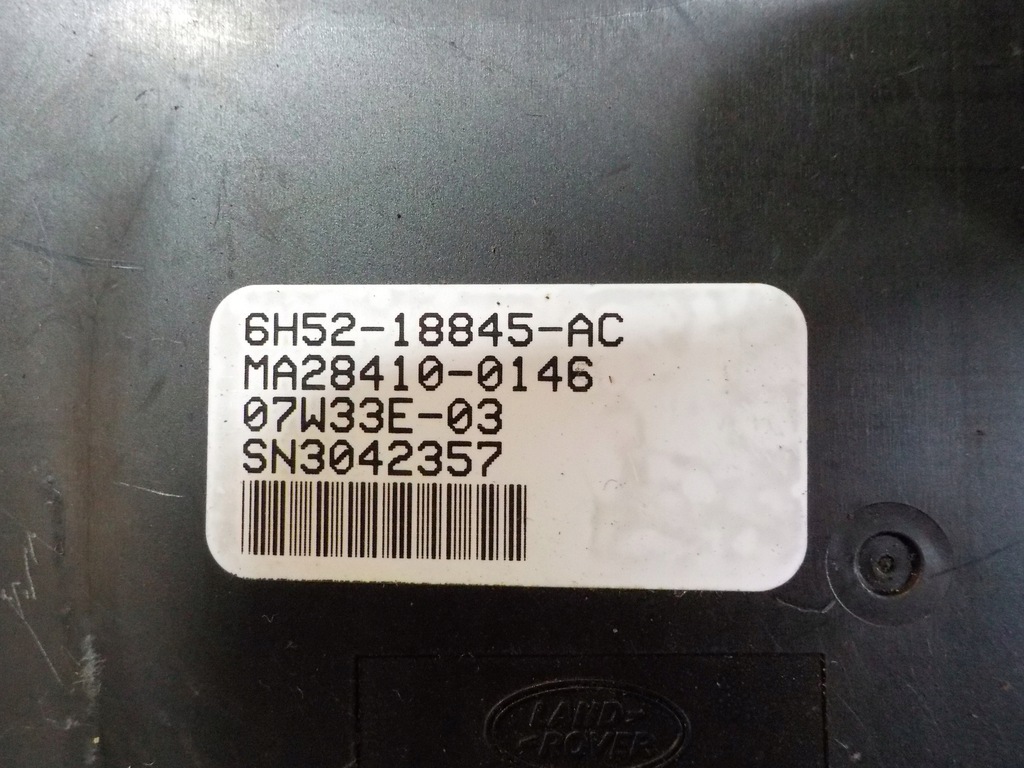 6H52-18845-AC
MA28410-0146
07W33E-03
SN3042357
LAND-
-ROVER